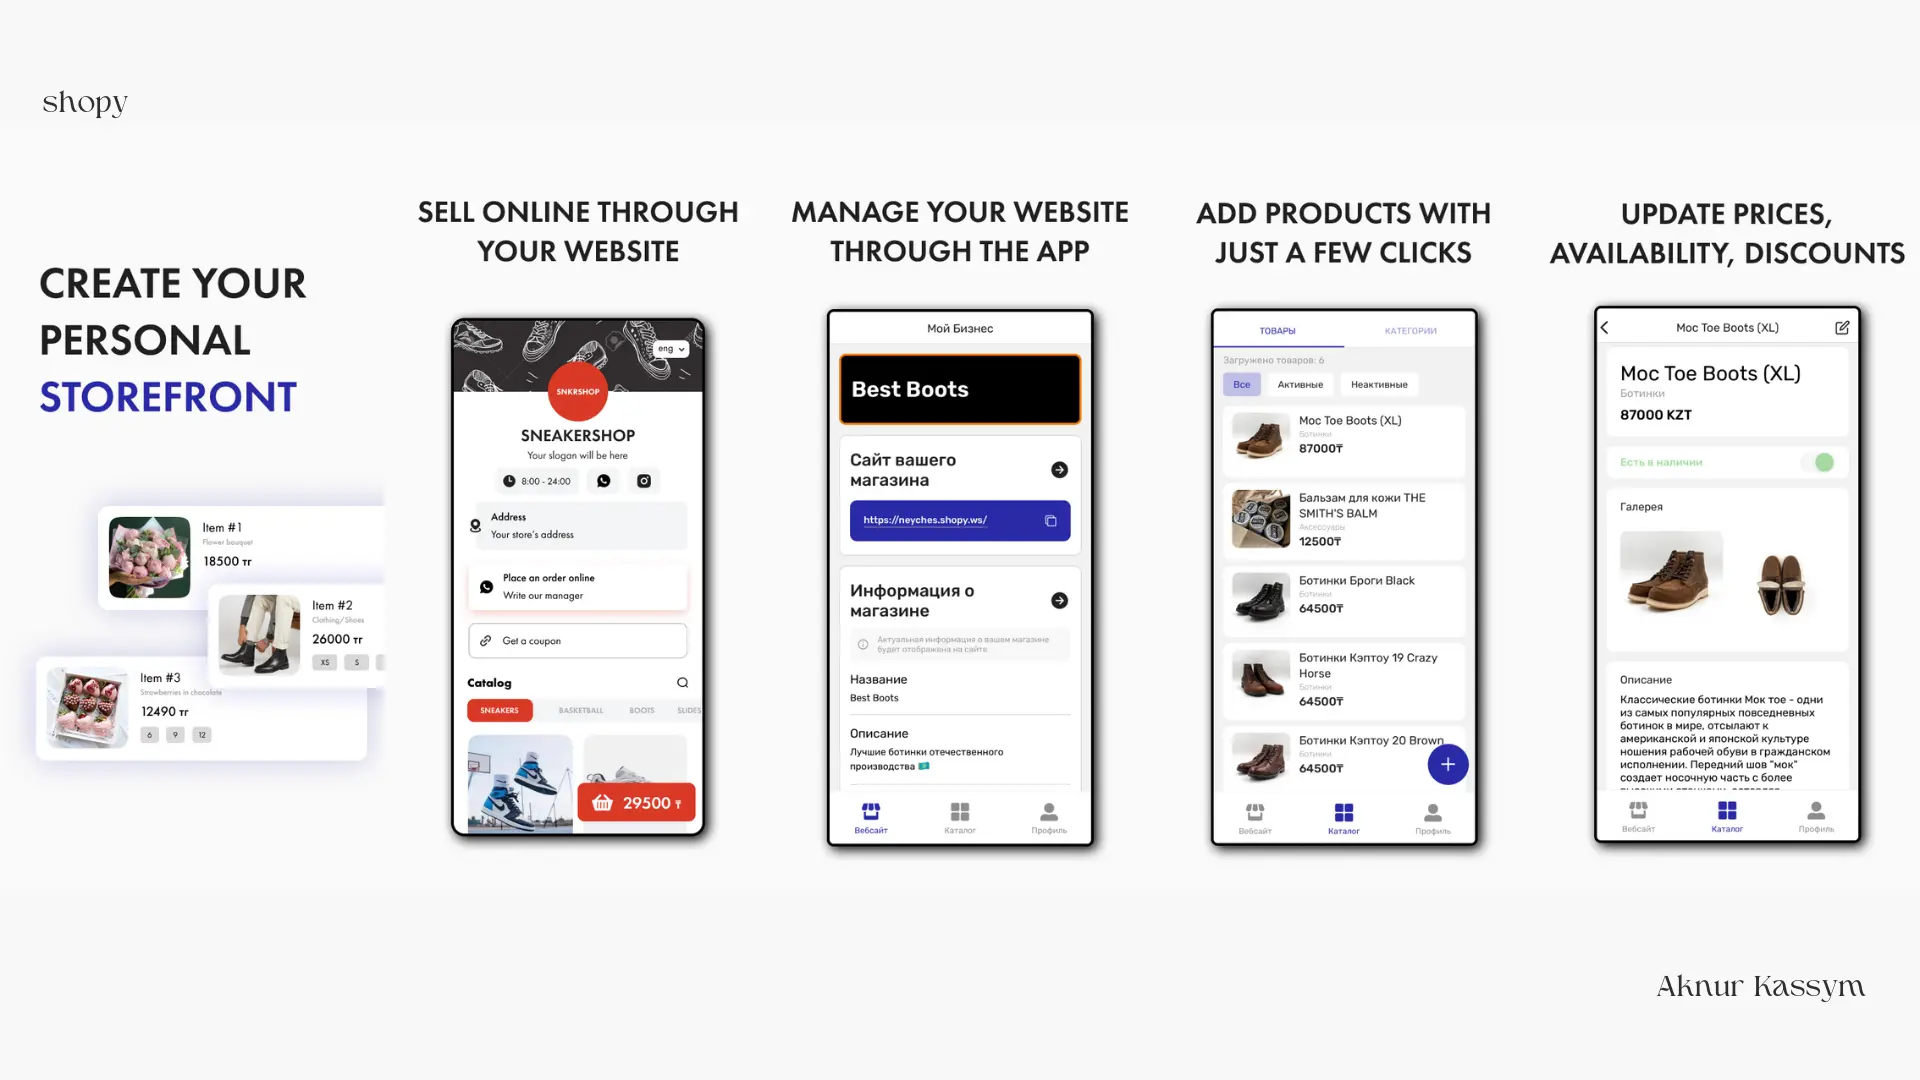 shopy
CREATE YOUR
PERSONAL
STOREFRONT
Item #1
Flower bouquet
18500 тг
Item #2
Clothing/Shoes
26000 тг
XS
S
Item #3
Strawberries in chocolate
12490 тг
6
9
12
SELL ONLINE THROUGH
YOUR WEBSITE
eng
SNKRSHOP
SNEAKERSHOP
Your slogan will be here
8:00 - 24:00
Address
Your store's address
Place an order online
Write our manager
Get a coupon
Catalog
SNEAKERS
BASKETBALL
BOOTS
SLIDES
29500 ₸
MANAGE YOUR WEBSITE
THROUGH THE APP
Мой Бизнес
Best Boots
Сайт вашего
магазина
https://neyches.shopy.ws/
Информация о
магазине
Актуальная информация о вашем магазине
будет отображена на сайте
Название
Best Boots
Описание
Лучшие ботинки отечественного
производства
Вебсайт
Каталог
Профиль
ADD PRODUCTS WITH
JUST A FEW CLICKS
ТОВАРЫ
КАТЕГОРИИ
Загружено товаров: 6
Все
Активные
Неактивные
Moc Toe Boots (XL)
Ботинки
87000₸
Бальзам для кожи THE
SMITH'S BALM
Аксессуары
12500₸
Ботинки Броги Black
Ботинки
64500₸
Ботинки Кэптоу 19 Crazy
Horse
Ботинки
64500₸
Ботинки Кэптоу 20 Brown
Ботинки
64500₸
Вебсайт
Каталог
Профиль
UPDATE PRICES,
AVAILABILITY, DISCOUNTS
Moc Toe Boots (XL)
Moc Toe Boots (XL)
Ботинки
87000 KZT
Есть в наличии
Галерея
Описание
Классические ботинки Мок тое - одни
из самых популярных повседневных
ботинок в мире, отсылают к
американской и японской культуре
ношения рабочей обуви в гражданском
исполнении. Передний шов "мок"
создает носочную часть с более
Вебсайт
Каталог
Профиль
Aknur Kassym